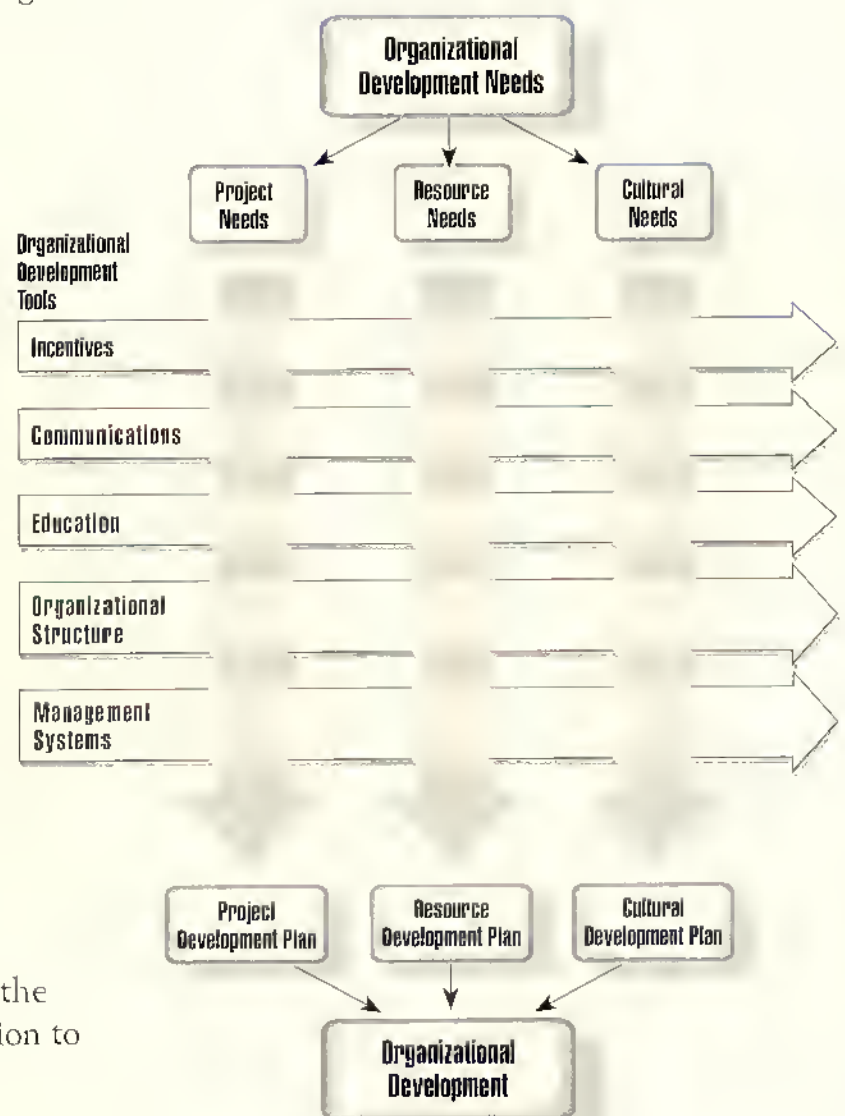 Organizational
Development Needs
Project
Needs
Resource
Needs
Cultural
Needs
Organizational
Development
Tools
Incentives
Communications
Education
Organizational
Structure
Management
Systems
Project
Development Plan
Resource
Development Plan
Cultural
Development Plan
the
ion to
Organizational
Development